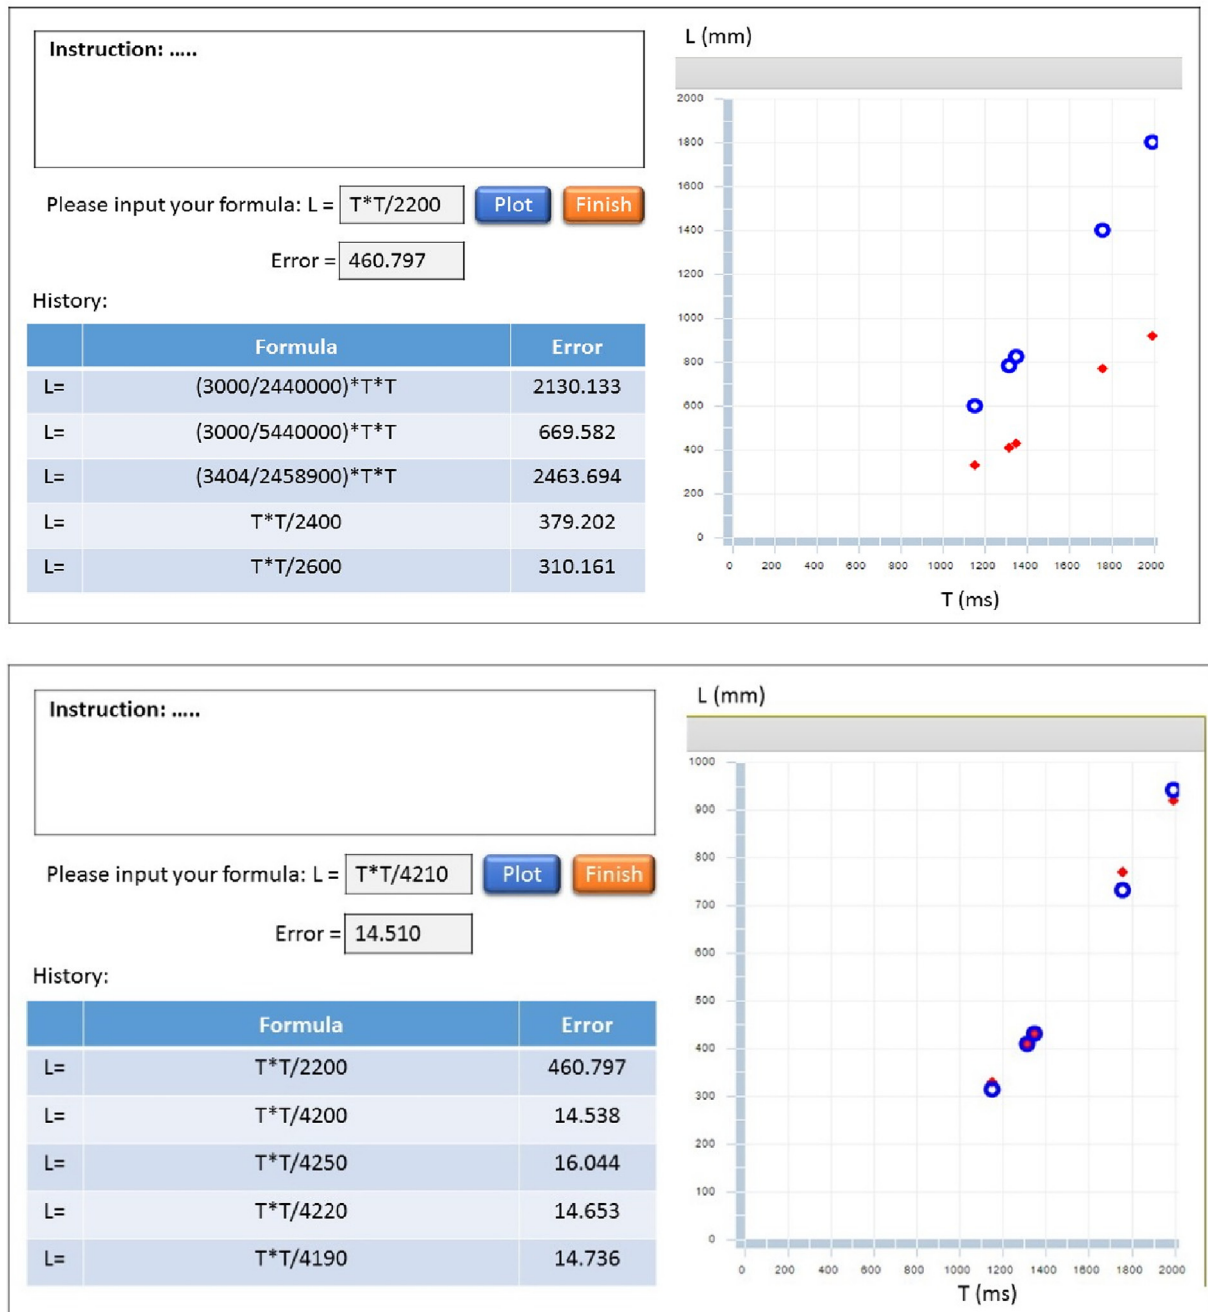 Instruction: .....
Please input your formula: L = T*T/2200 Plot Finish
Error = 460.797
History:
Formula Error
L= (3000/2440000)*T*T 2130.133
L= (3000/5440000)*T*T 669.582
L= (3404/2458900)*T*T 2463.694
L= T*T/2400 379.202
L= T*T/2600 310.161
L (mm)
2000
1800
1600
1400
1200
1000
800
600
400
200
0
0 200 400 600 800 1000 1200 1400 1600 1800 2000
T (ms)
Instruction: .....
Please input your formula: L = T*T/4210 Plot Finish
Error = 14.510
History:
Formula Error
L= T*T/2200 460.797
L= T*T/4200 14.538
L= T*T/4250 16.044
L= T*T/4220 14.653
L= T*T/4190 14.736
L (mm)
1000
900
800
700
600
500
400
300
200
100
0
0 200 400 600 800 1000 1200 1400 1600 1800 2000
T (ms)